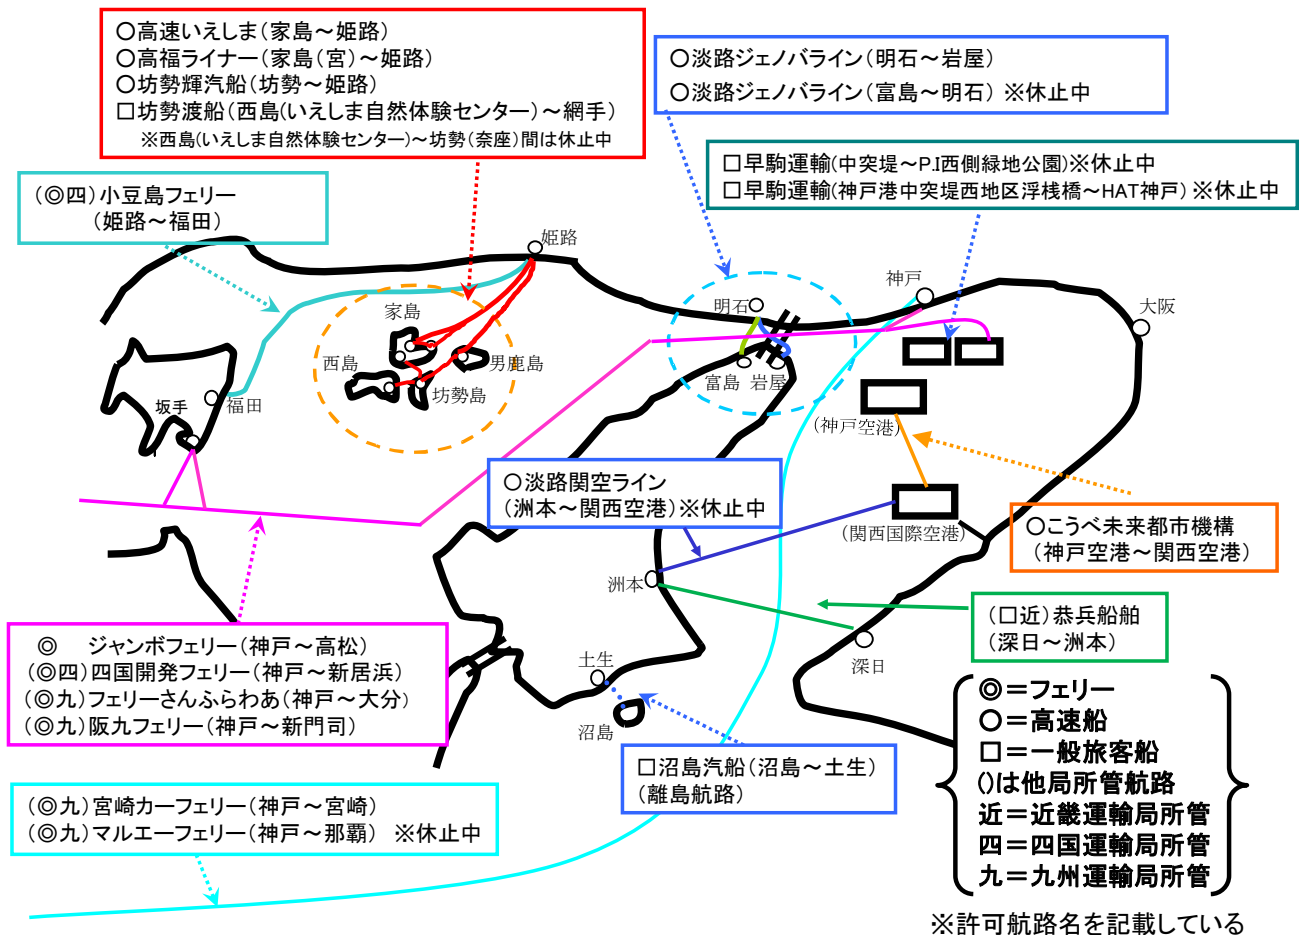 〇高速いえしま(家島～姫路)
〇高福ライナー(家島(宮)～姫路)
〇坊勢輝汽船(坊勢～姫路)
□坊勢渡船(西島(いえしま自然体験センター)～網手)
※西島(いえしま自然体験センター)～坊勢(奈座)間は休止中
〇淡路ジェノバライン(明石～岩屋)
〇淡路ジェノバライン(富島～明石) ※休止中
□早駒運輸(中突堤～P.I西側緑地公園)※休止中
□早駒運輸(神戸港中突堤西地区浮桟橋～HAT神戸) ※休止中
(◎四)小豆島フェリー
(姫路～福田)
姫路
神戸
明石
大阪
家島
西島
男鹿島
坊勢島
富島
岩屋
坂手
福田
(神戸空港)
〇淡路関空ライン
(洲本～関西空港)※休止中
(関西国際空港)
〇こうべ未来都市機構
(神戸空港～関西空港)
洲本
(□近)恭兵船舶
(深日～洲本)
深日
◎ ジャンボフェリー(神戸～高松)
(◎四)四国開発フェリー(神戸～新居浜)
(◎九)フェリーさんふらわあ(神戸～大分)
(◎九)阪九フェリー(神戸～新門司)
土生
沼島
□沼島汽船(沼島～土生)
(離島航路)
(◎九)宮崎カーフェリー(神戸～宮崎)
(◎九)マルエーフェリー(神戸～那覇) ※休止中
◎＝フェリー
〇＝高速船
□＝一般旅客船
()は他局所管航路
近＝近畿運輸局所管
四＝四国運輸局所管
九＝九州運輸局所管
※許可航路名を記載している